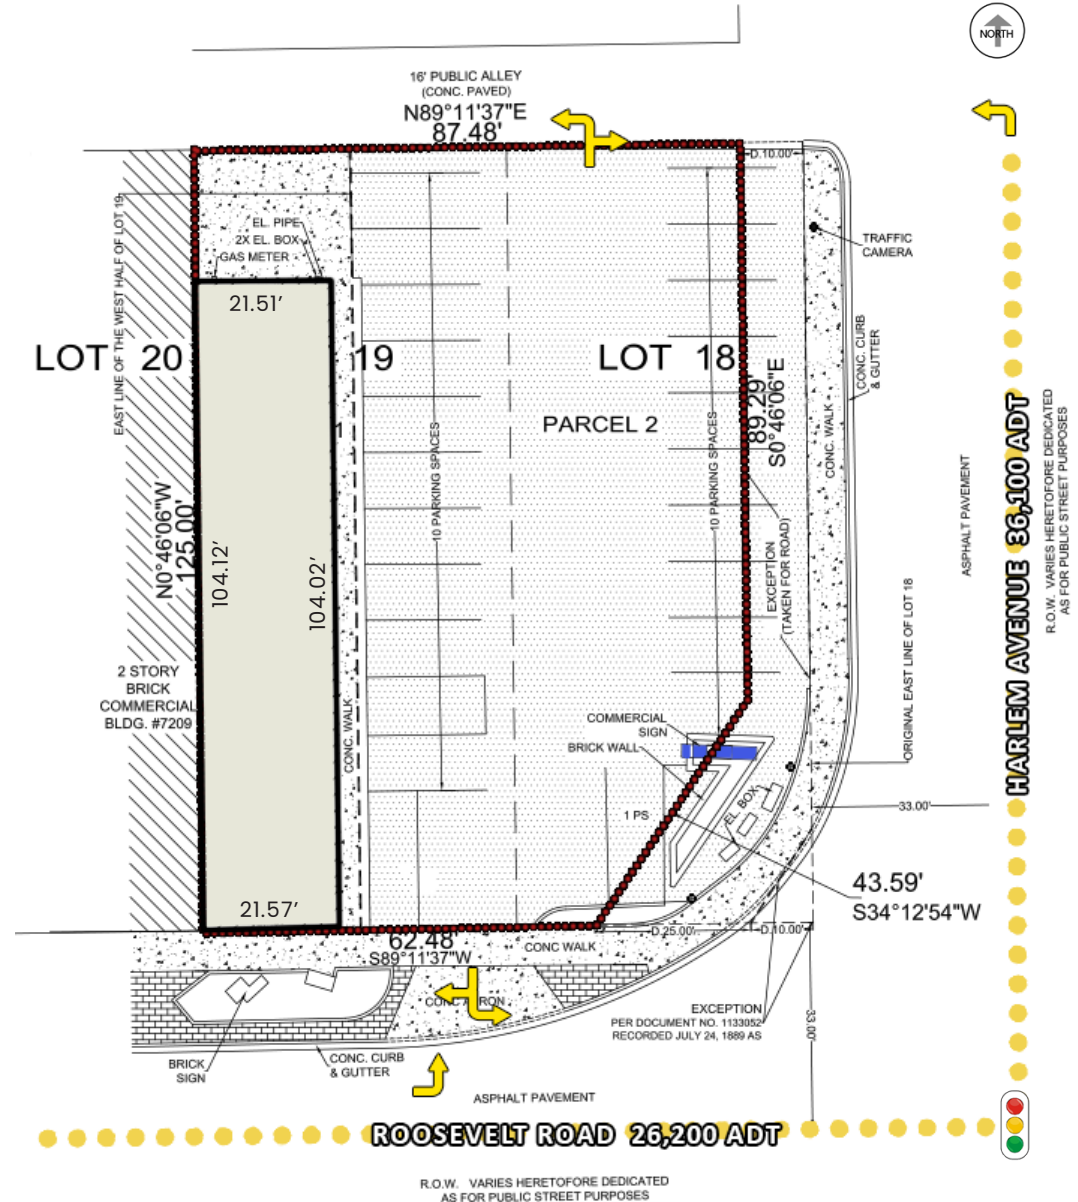 NORTH
16' PUBLIC ALLEY
(CONC. PAVED)
N89°11'37"E
87.48'
D.10.00'
EAST LINE OF THE WEST HALF OF LOT 19
EL. PIPE
2X EL. BOX
GAS METER
TRAFFIC
CAMERA
21.51'
LOT 20
19
LOT 18
CONC. CURB
& GUTTER
PARCEL 2
89.29'
S0°46'06"E
10 PARKING SPACES
10 PARKING SPACES
CONC. WALK
HARLEM AVENUE 36,100 ADT
ASPHALT PAVEMENT
R.O.W. VARIES HERETOFORE DEDICATED
AS FOR PUBLIC STREET PURPOSES
N0°46'06"W
125.00'
104.12'
104.02'
EXCEPTION
(TAKEN FOR ROAD)
ORIGINAL EAST LINE OF LOT 18
2 STORY
BRICK
COMMERCIAL
BLDG. #7209
CONC. WALK
COMMERCIAL
SIGN
BRICK WALL
EL. BOX
1 PS
33.00'
43.59'
S34°12'54"W
21.57'
62.48'
S89°11'37"W
CONC WALK
D.25.00'
D.10.00'
CONC APRON
EXCEPTION
PER DOCUMENT NO. 1133052
RECORDED JULY 24, 1889 AS
33.00'
BRICK
SIGN
CONC. CURB
& GUTTER
ASPHALT PAVEMENT
ROOSEVELT ROAD 26,200 ADT
R.O.W. VARIES HERETOFORE DEDICATED
AS FOR PUBLIC STREET PURPOSES